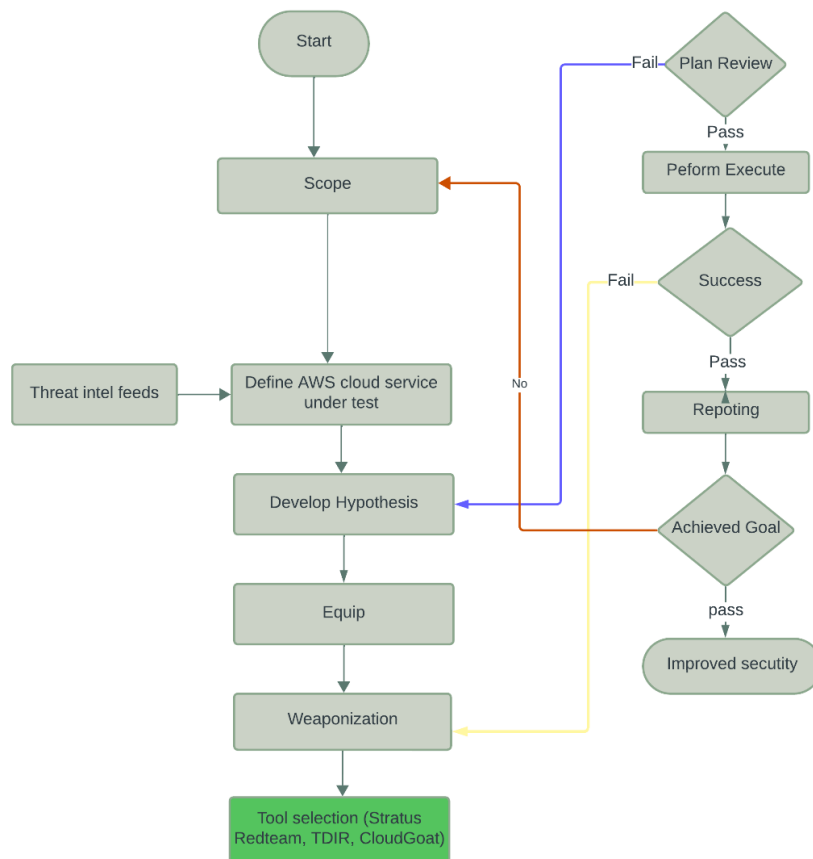 Start
Scope
Threat intel feeds
Define AWS cloud service
under test
Develop Hypothesis
Equip
Weaponization
Tool selection (Stratus
Redteam, TDIR, CloudGoat)
Plan Review
Fail
Pass
Peform Execute
Success
Fail
Pass
Repoting
Achieved Goal
No
pass
Improved secutity